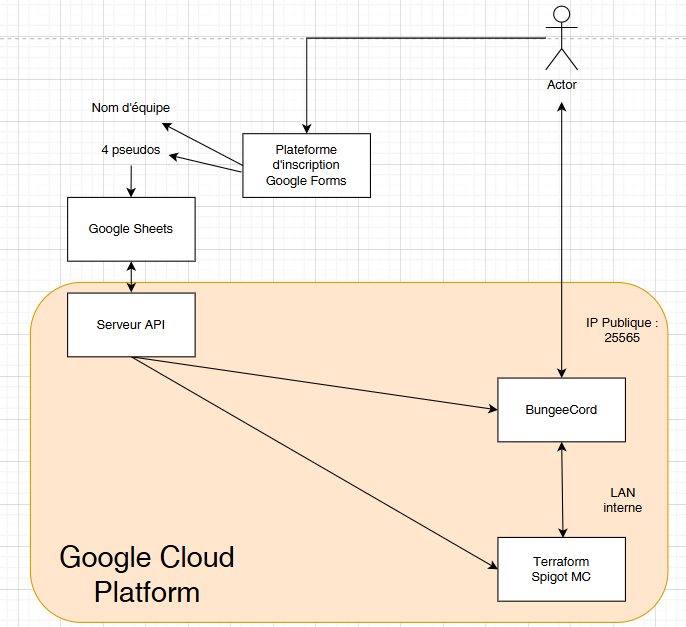 Actor
Nom d'équipe
4 pseudos
Plateforme
d'inscription
Google Forms
Google Sheets
Serveur API
IP Publique :
25565
BungeeCord
LAN
interne
Terraform
Spigot MC
Google Cloud
Platform